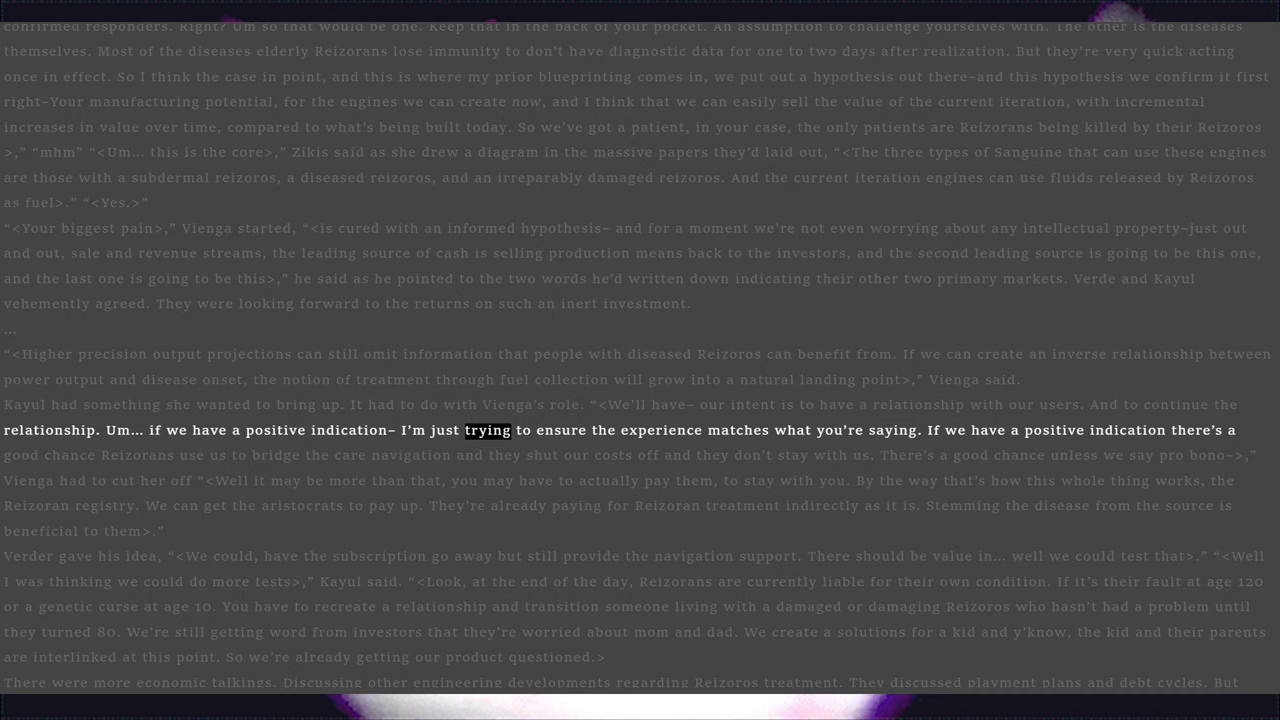 confirmed responders. Right? Um so that would be one. Keep that in the back of your pocket. An assumption to challenge yourselves with. The other is the diseases
themselves. Most of the diseases elderly Reizorans lose immunity to don't have diagnostic data for one to two days after realization. But they're very quick acting
once in effect. So I think the case in point, and this is where my prior blueprinting comes in, we put out a hypothesis out there–and this hypothesis we confirm it first
right–Your manufacturing potential, for the engines we can create now, and I think that we can easily sell the value of the current iteration, with incremental
increases in value over time, compared to what's being built today. So we've got a patient, in your case, the only patients are Reizorans being killed by their Reizoros
>,” “mhm” “<Um... this is the core>,” Zikis said as she drew a diagram in the massive papers they'd laid out, “<The three types of Sanguine that can use these engines
are those with a subdermal reizoros, a diseased reizoros, and an irreparably damaged reizoros. And the current iteration engines can use fluids released by Reizoros
as fuel>.” “<Yes.>”
“<Your biggest pain>,” Vienga started, “<is cured with an informed hypothesis– and for a moment we're not even worrying about any intellectual property–just out
and out, sale and revenue streams, the leading source of cash is selling production means back to the investors, and the second leading source is going to be this one,
and the last one is going to be this>,” he said as he pointed to the two words he'd written down indicating their other two primary markets. Verde and Kayul
vehemently agreed. They were looking forward to the returns on such an inert investment.
...
“<Higher precision output projections can still omit information that people with diseased Reizoros can benefit from. If we can create an inverse relationship between
power output and disease onset, the notion of treatment through fuel collection will grow into a natural landing point>,” Vienga said.
Kayul had something she wanted to bring up. It had to do with Vienga's role. “<We'll have– our intent is to have a relationship with our users. And to continue the
relationship. Um... if we have a positive indication– I'm just trying to ensure the experience matches what you're saying. If we have a positive indication there's a
good chance Reizorans use us to bridge the care navigation and they shut our costs off and they don't stay with us. There's a good chance unless we say pro bono–>,”
Vienga had to cut her off “<Well it may be more than that, you may have to actually pay them, to stay with you. By the way that's how this whole thing works, the
Reizoran registry. We can get the aristocrats to pay up. They're already paying for Reizoran treatment indirectly as it is. Stemming the disease from the source is
beneficial to them>.”
Verder gave his idea, “<We could, have the subscription go away but still provide the navigation support. There should be value in... well we could test that>.” “<Well
I was thinking we could do more tests>,” Kayul said. “<Look, at the end of the day, Reizorans are currently liable for their own condition. If it's their fault at age 120
or a genetic curse at age 10. You have to recreate a relationship and transition someone living with a damaged or damaging Reizoros who hasn't had a problem until
they turned 80. We're still getting word from investors that they're worried about mom and dad. We create a solutions for a kid and y'know, the kid and their parents
are interlinked at this point. So we're already getting our product questioned.>
There were more economic talkings. Discussing other engineering developments regarding Reizoros treatment. They discussed playment plans and debt cycles. But